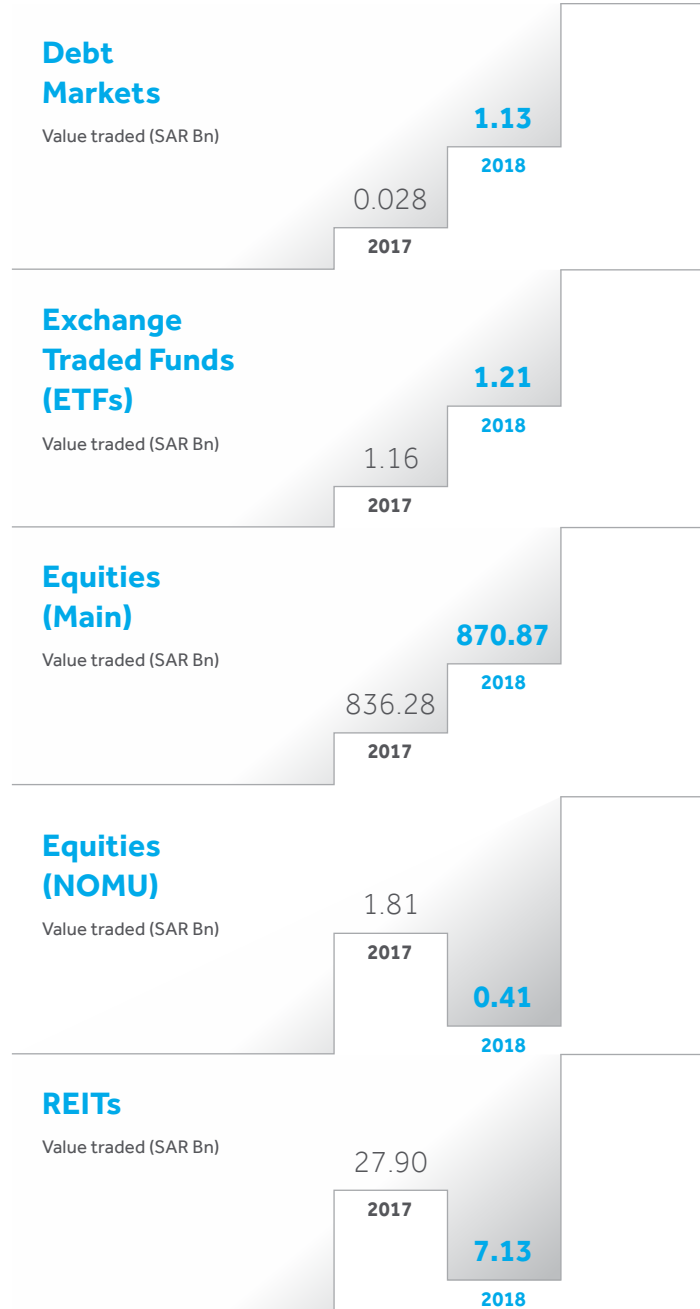 Debt
Markets
Value traded (SAR Bn)
0.028
2017
1.13
2018
Exchange
Traded Funds
(ETFs)
Value traded (SAR Bn)
1.16
2017
1.21
2018
Equities
(Main)
Value traded (SAR Bn)
836.28
2017
870.87
2018
Equities
(NOMU)
Value traded (SAR Bn)
1.81
2017
0.41
2018
REITs
Value traded (SAR Bn)
27.90
2017
7.13
2018